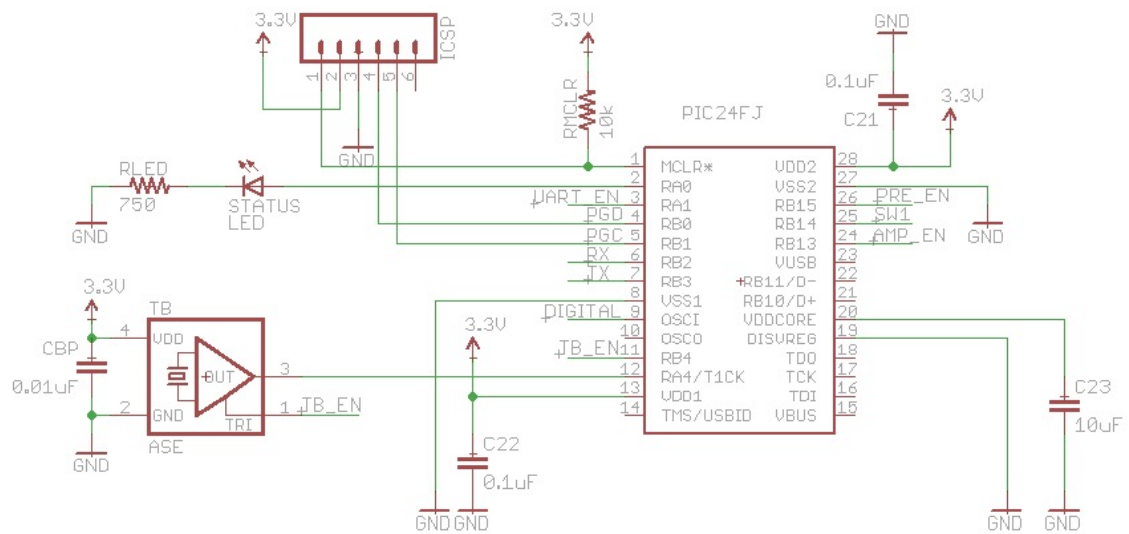 3.3V
ICSP
1 2 3 4 5 6
GND
3.3V
RMCLR
10k
GND
0.1uF
C21
3.3V
PIC24FJ
RLED
750
STATUS
LED
GND
GND
1 MCLR* VDD2 28
2 RA0 VSS2 27
UART_EN 3 RA1 RB15 26 PRE_EN
PGD 4 RB0 RB14 25 SW1
PGC 5 RB1 RB13 24 AMP_EN
RX 6 RB2 VUSB 23
TX 7 RB3 RB11/D- 22
8 VSS1 RB10/D+ 21
DIGITAL 9 OSCI VDDCORE 20
10 OSCO DISVREG 19
TB_EN 11 RB4 TDO 18
12 RA4/T1CK TCK 17
13 VDD1 TDI 16
14 TMS/USBID VBUS 15
3.3V
TB
4 VDD
CBP
0.01uF
OUT 3
2 GND
TRI 1 TB_EN
ASE
GND
3.3V
C22
0.1uF
GND GND
C23
10uF
GND GND